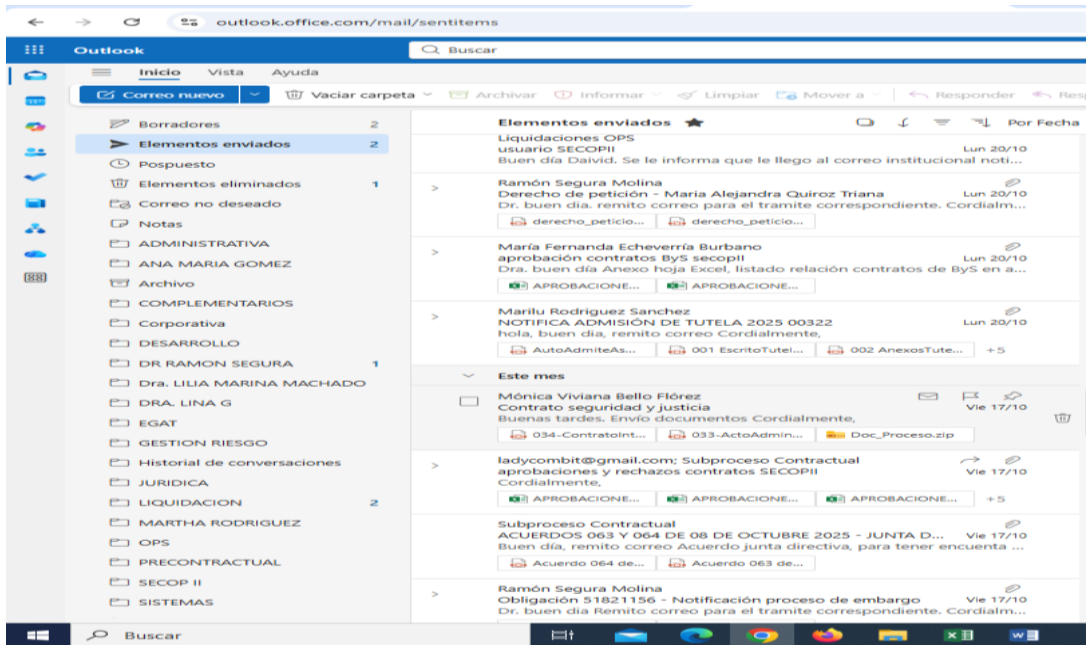 outlook.office.com/mail/sentitems
Outlook
Buscar
Inicio Vista Ayuda
Correo nuevo Vaciar carpeta Archivar Informar Limpiar Mover a Responder Resp
Borradores 2
Elementos enviados 2
Pospuesto
Elementos eliminados 1
Correo no deseado
Notas
ADMINISTRATIVA
ANA MARIA GOMEZ
Archivo
COMPLEMENTARIOS
Corporativa
DESARROLLO
DR RAMON SEGURA 1
Dra. LILIA MARINA MACHADO
DRA. LINA G
EGAT
GESTION RIESGO
Historial de conversaciones
JURIDICA
LIQUIDACION 2
MARTHA RODRIGUEZ
OPS
PRECONTRACTUAL
SECOP II
SISTEMAS
Elementos enviados Por Fecha
Liquidaciones OPS
usuario SECOPII Lun 20/10
Buen día Daivid. Se le informa que le llego al correo institucional noti...
Ramón Segura Molina
Derecho de petición - Maria Alejandra Quiroz Triana Lun 20/10
Dr. buen dia. remito correo para el tramite correspondiente. Cordialm...
derecho_peticio... derecho_peticio...
María Fernanda Echeverría Burbano
aprobación contratos ByS secopII Lun 20/10
Dra. buen día Anexo hoja Excel, listado relación contratos de ByS en a...
APROBACIONE... APROBACIONE...
Marilu Rodriguez Sanchez
NOTIFICA ADMISIÓN DE TUTELA 2025 00322 Lun 20/10
hola, buen dia, remito correo Cordialmente,
AutoAdmiteAs... 001 EscritoTutel... 002 AnexosTute... +5
Este mes
Mónica Viviana Bello Flórez
Contrato seguridad y justicia Vie 17/10
Buenas tardes. Envío documentos Cordialmente,
034-ContratoInt... 033-ActoAdmin... Doc_Proceso.zip
ladycombit@gmail.com; Subproceso Contractual
aprobaciones y rechazos contratos SECOPII Vie 17/10
Cordialmente,
APROBACIONE... APROBACIONE... APROBACIONE... +5
Subproceso Contractual
ACUERDOS 063 Y 064 DE 08 DE OCTUBRE 2025 - JUNTA D... Vie 17/10
Buen día, remito correo Acuerdo junta directiva, para tener encuenta ...
Acuerdo 064 de... Acuerdo 063 de...
Ramón Segura Molina
Obligación 51821156 - Notificación proceso de embargo Vie 17/10
Dr. buen dia Remito correo para el tramite correspondiente. Cordialm...
Buscar